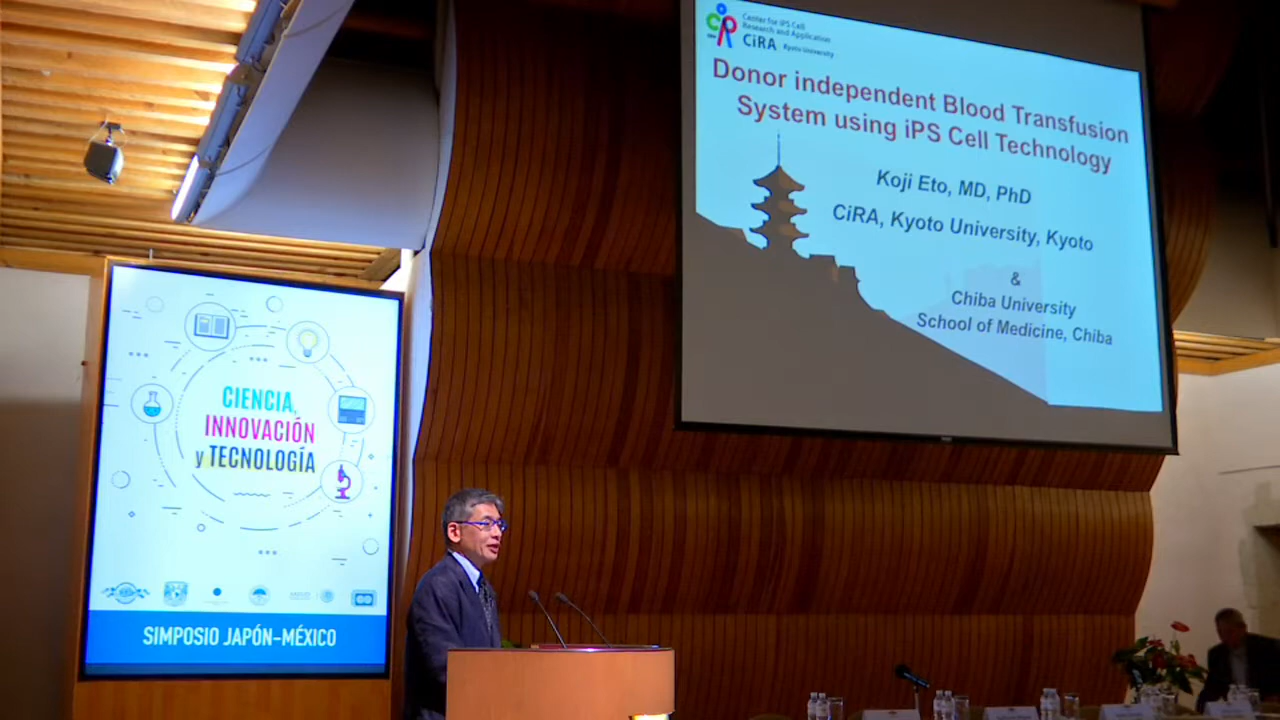 CIENCIA,
INNOVACIÓN
y TECNOLOGÍA
SIMPOSIO JAPÓN-MÉXICO
Center for iPS Cell
Research and Application
CiRA Kyoto University
Donor independent Blood Transfusion
System using iPS Cell Technology
Koji Eto, MD, PhD
CiRA, Kyoto University, Kyoto
&
Chiba University
School of Medicine, Chiba